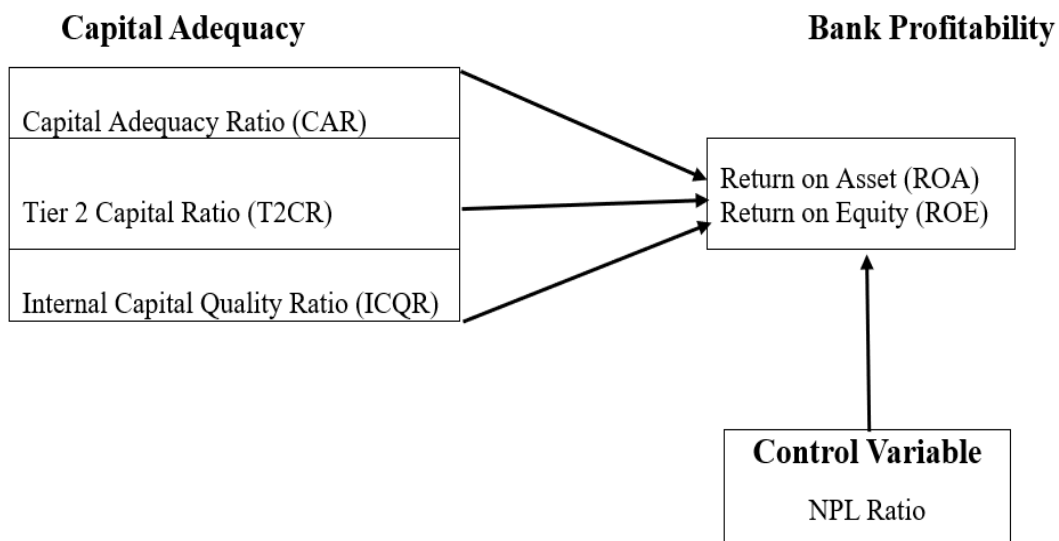 Capital Adequacy
Bank Profitability
Capital Adequacy Ratio (CAR)
Tier 2 Capital Ratio (T2CR)
Internal Capital Quality Ratio (ICQR)
Return on Asset (ROA)
Return on Equity (ROE)
Control Variable
NPL Ratio